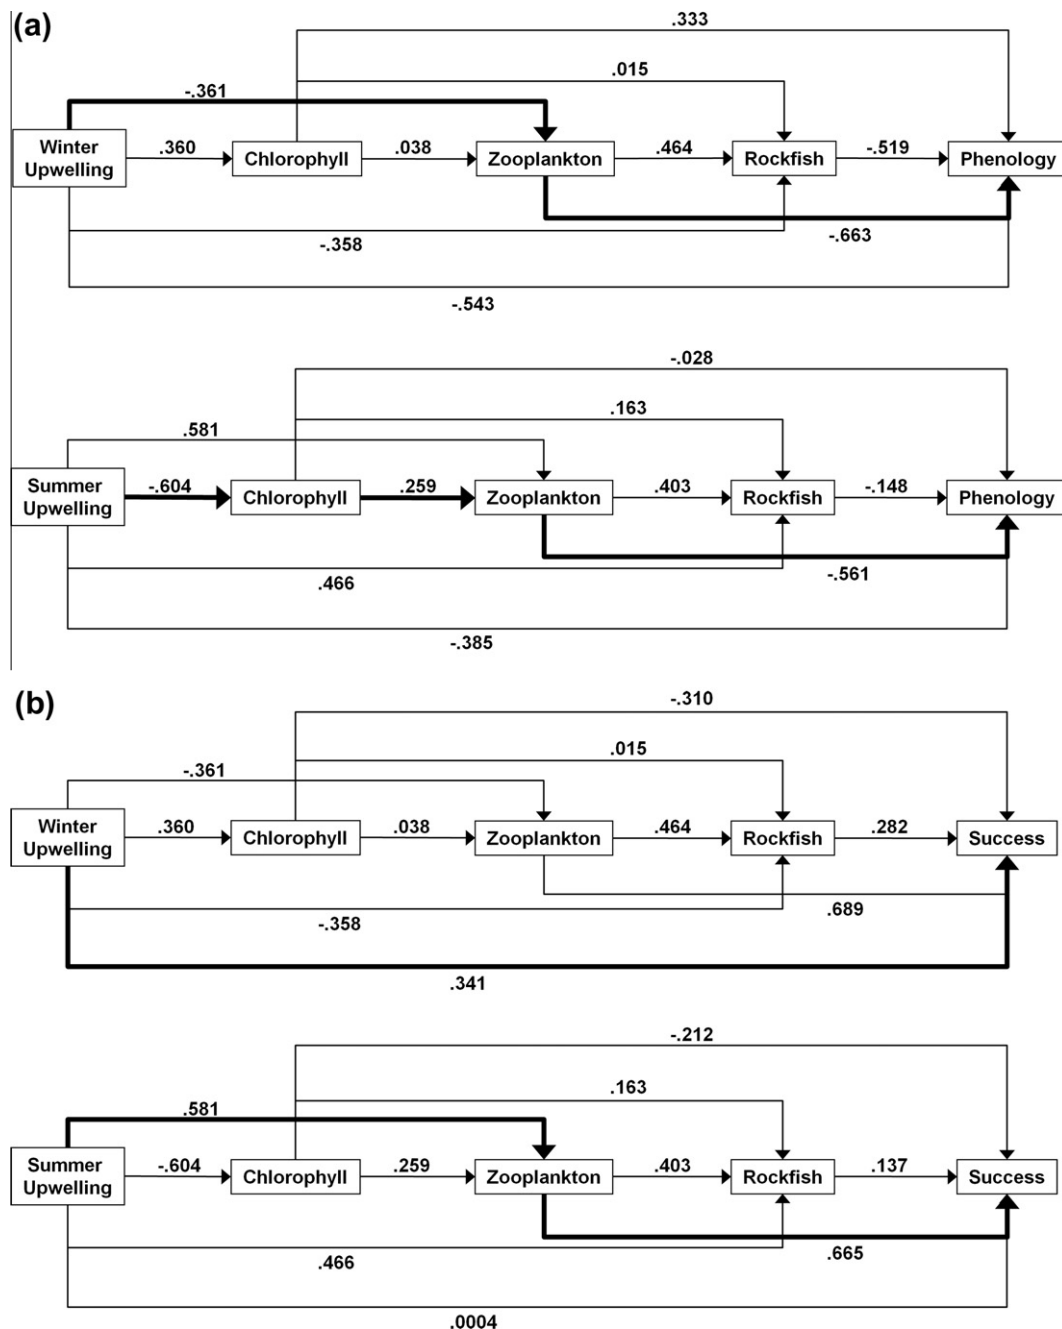 (a)
.333
.015
-.361
Winter
Upwelling
.360
Chlorophyll
.038
Zooplankton
.464
Rockfish
-.519
Phenology
-.358
-.663
-.543
-.028
.163
.581
Summer
Upwelling
-.604
Chlorophyll
.259
Zooplankton
.403
Rockfish
-.148
Phenology
.466
-.561
-.385
(b)
-.310
.015
-.361
Winter
Upwelling
.360
Chlorophyll
.038
Zooplankton
.464
Rockfish
.282
Success
-.358
.689
.341
-.212
.163
.581
Summer
Upwelling
-.604
Chlorophyll
.259
Zooplankton
.403
Rockfish
.137
Success
.466
.665
.0004